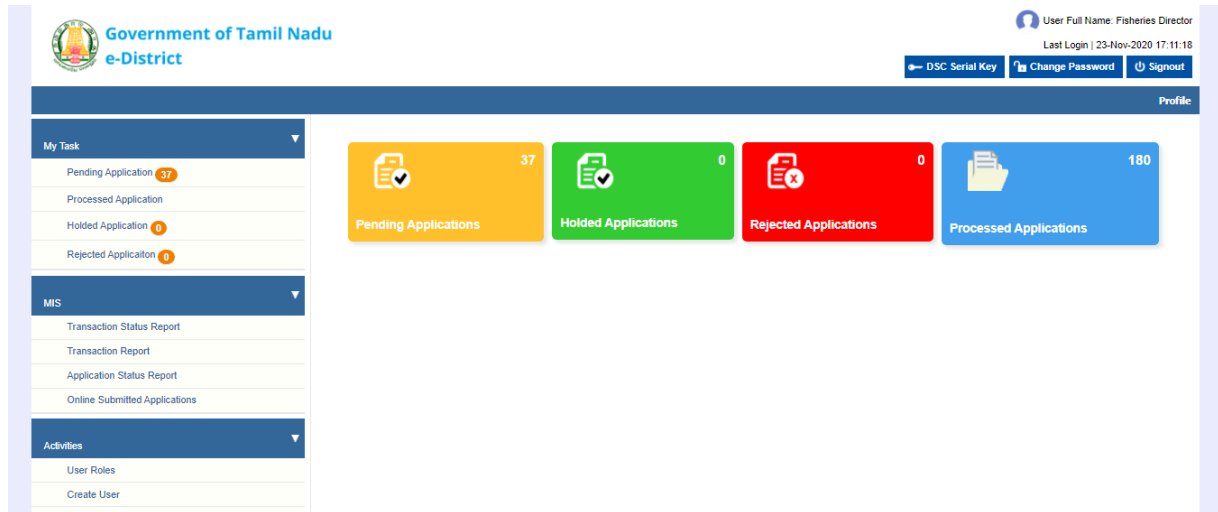 Government of Tamil Nadu
e-District
User Full Name: Fisheries Director
Last Login | 23-Nov-2020 17:11:18
DSC Serial Key Change Password Signout
Profile
My Task
Pending Application 37
Processed Application
Holded Application 0
Rejected Applicaiton 0
MIS
Transaction Status Report
Transaction Report
Application Status Report
Online Submitted Applications
Activities
User Roles
Create User
37
Pending Applications
0
Holded Applications
0
Rejected Applications
180
Processed Applications